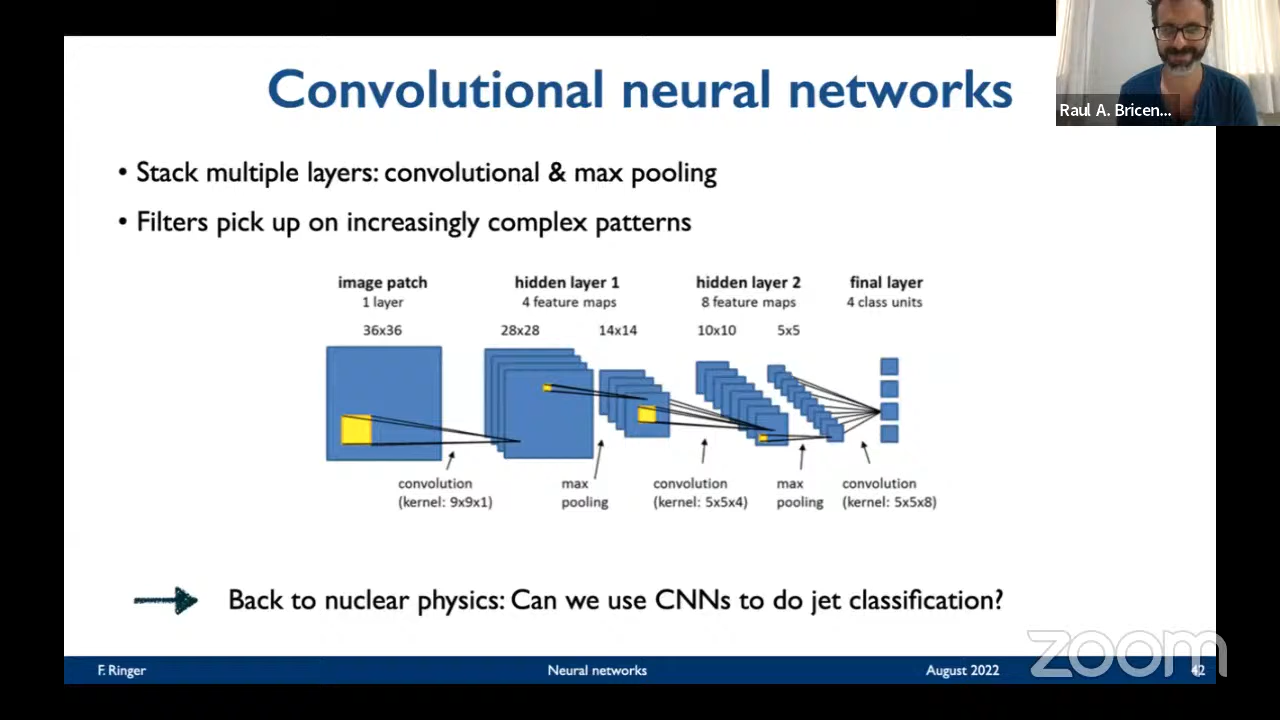 Convolutional neural networks
Raul A. Bricen...
• Stack multiple layers: convolutional & max pooling
• Filters pick up on increasingly complex patterns
image patch
1 layer
36x36
hidden layer 1
4 feature maps
28x28 14x14
hidden layer 2
8 feature maps
10x10 5x5
final layer
4 class units
convolution
(kernel: 9x9x1)
max
pooling
convolution
(kernel: 5x5x4)
max
pooling
convolution
(kernel: 5x5x8)
Back to nuclear physics: Can we use CNNs to do jet classification?
zoom
F. Ringer Neural networks August 2022 42